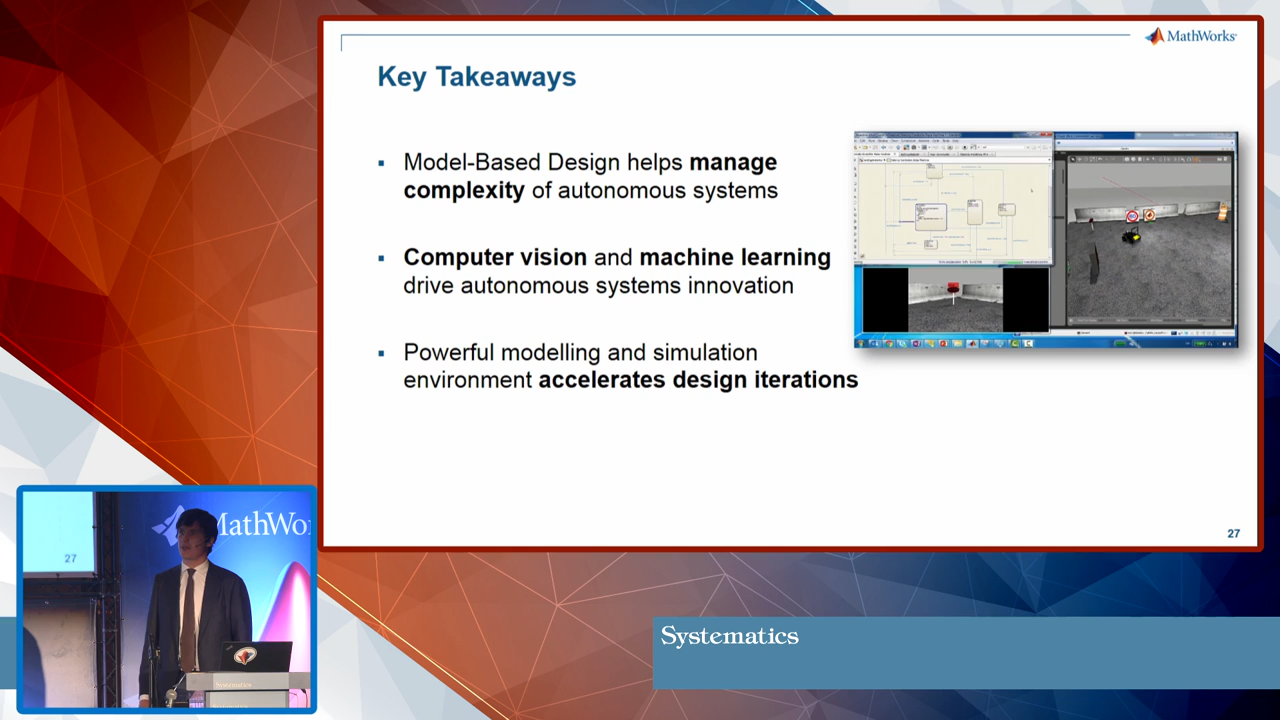 MathWorks
Key Takeaways
▪ Model-Based Design helps manage
complexity of autonomous systems
▪ Computer vision and machine learning
drive autonomous systems innovation
▪ Powerful modelling and simulation
environment accelerates design iterations
27
27
MathWo
Systematics
Systematics